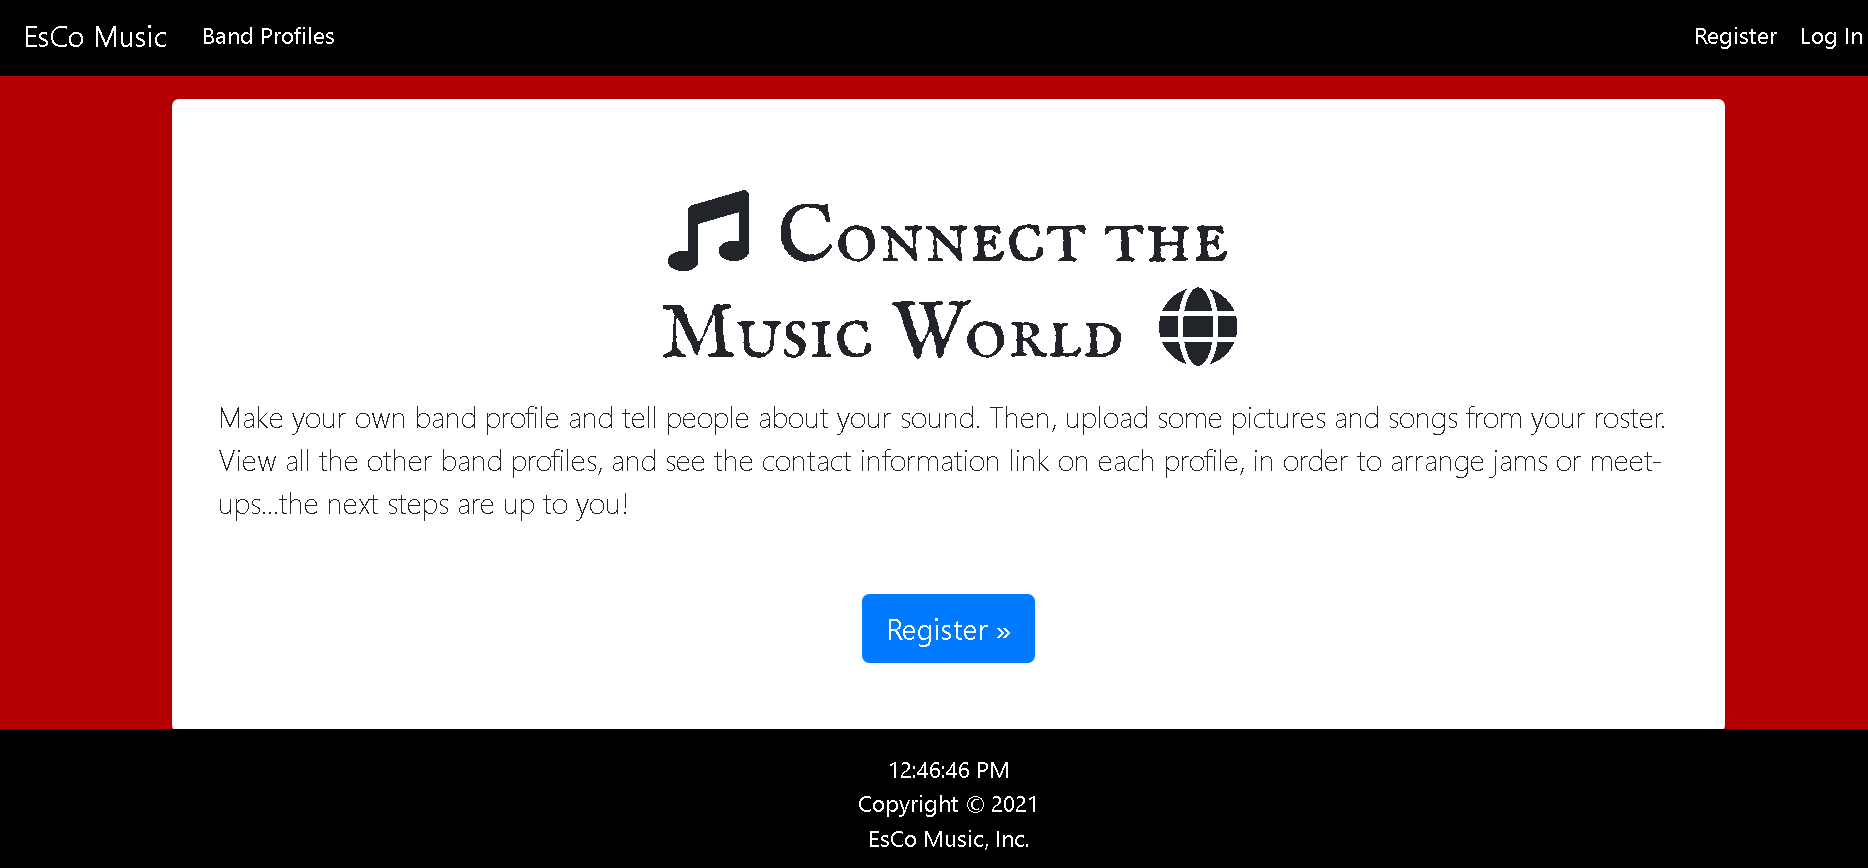 EsCo Music Band Profiles Register Log In
Connect the
Music World
Make your own band profile and tell people about your sound. Then, upload some pictures and songs from your roster.
View all the other band profiles, and see the contact information link on each profile, in order to arrange jams or meet-
ups...the next steps are up to you!
Register »
12:46:46 PM
Copyright © 2021
EsCo Music, Inc.